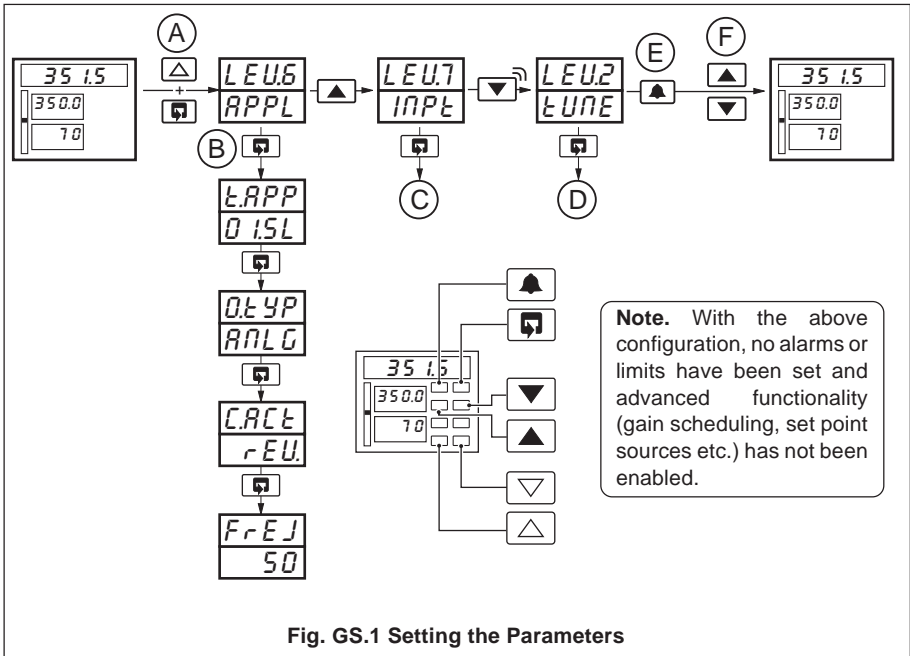 A
E
F
351.5
350.0
70
+
LEV.6
APPL
LEV.7
INPt
LEV.2
tUNE
351.5
350.0
70
B
C
D
t.APP
01.SL
O.tYP
ANLG
C.ACt
rEV.
FrEJ
50
351.5
350.0
70
Note. With the above
configuration, no alarms or
limits have been set and
advanced functionality
(gain scheduling, set point
sources etc.) has not been
enabled.
Fig. GS.1 Setting the Parameters